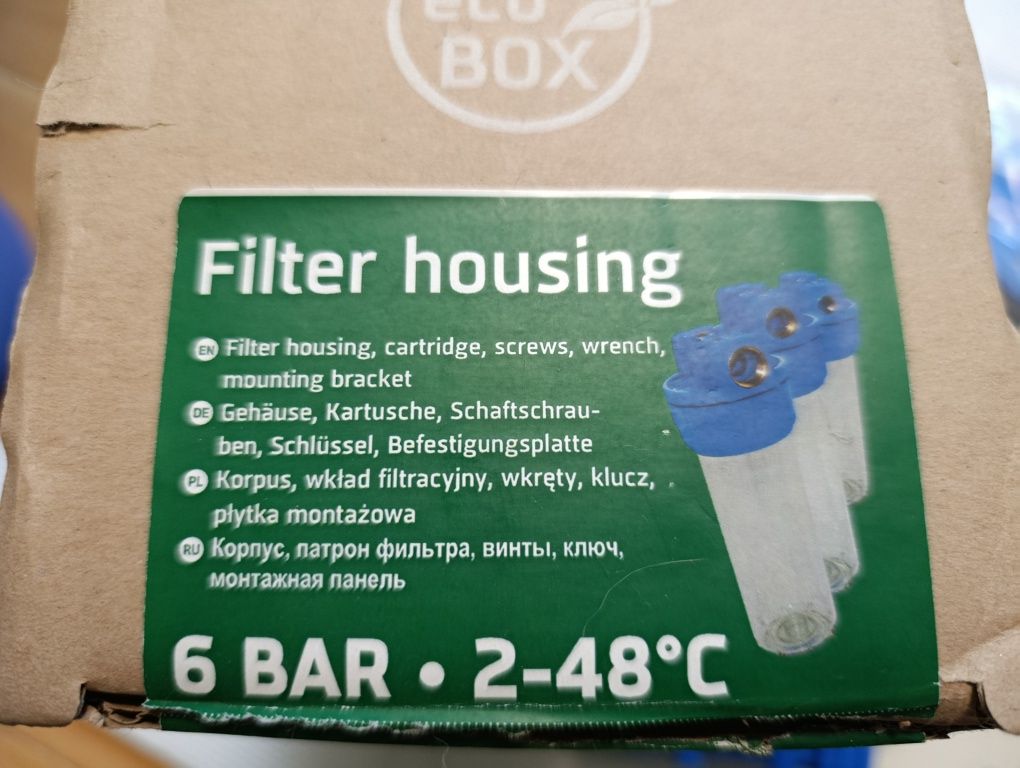 ECO
BOX
Filter housing
EN Filter housing, cartridge, screws, wrench,
mounting bracket
DE Gehäuse, Kartusche, Schaftschrau-
ben, Schlüssel, Befestigungsplatte
PL Korpus, wkład filtracyjny, wkręty, klucz,
płytka montażowa
RU Корпус, патрон фильтра, винты, ключ,
монтажная панель
6 BAR • 2-48°C